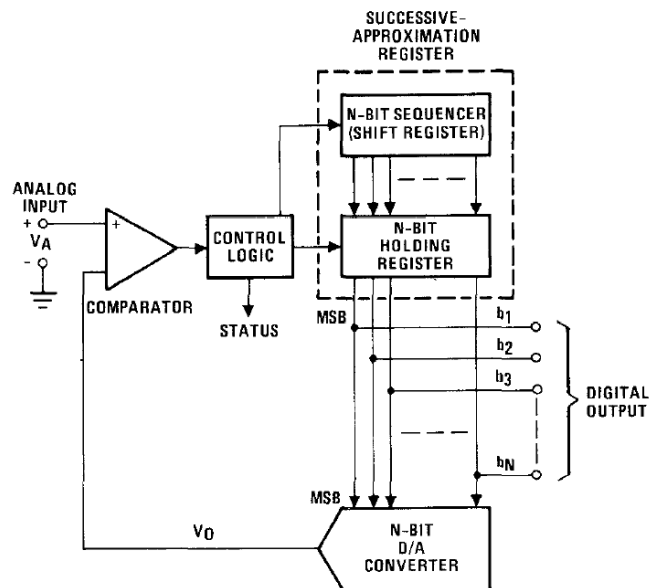 SUCCESSIVE-
APPROXIMATION
REGISTER
N-BIT SEQUENCER
(SHIFT REGISTER)
ANALOG
INPUT
+
VA
-
+
COMPARATOR
CONTROL
LOGIC
STATUS
N-BIT
HOLDING
REGISTER
MSB
b1
b2
b3
bN
DIGITAL
OUTPUT
MSB
VO
N-BIT
D/A
CONVERTER